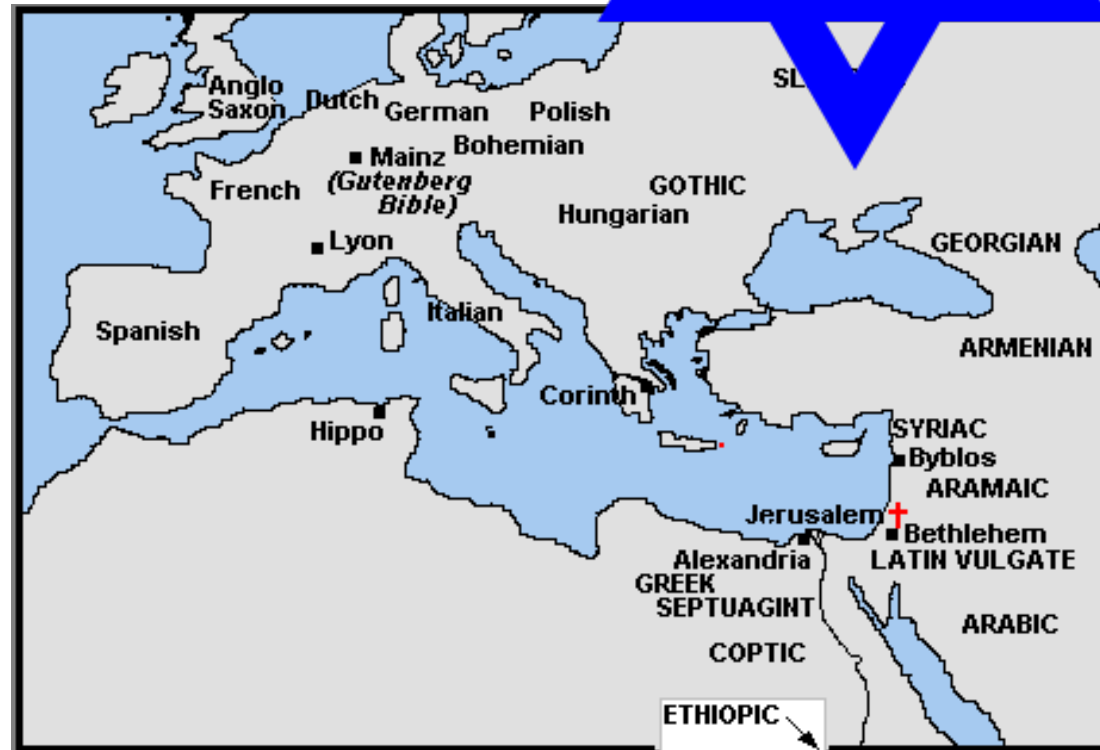 SL
Anglo
Saxon
Dutch
German
Polish
Bohemian
Mainz
(Gutenberg
Bible)
French
GOTHIC
Hungarian
Lyon
GEORGIAN
Italian
Spanish
ARMENIAN
Corinth
Hippo
SYRIAC
Byblos
ARAMAIC
Jerusalem
Bethlehem
Alexandria
LATIN VULGATE
GREEK
SEPTUAGINT
ARABIC
COPTIC
ETHIOPIC